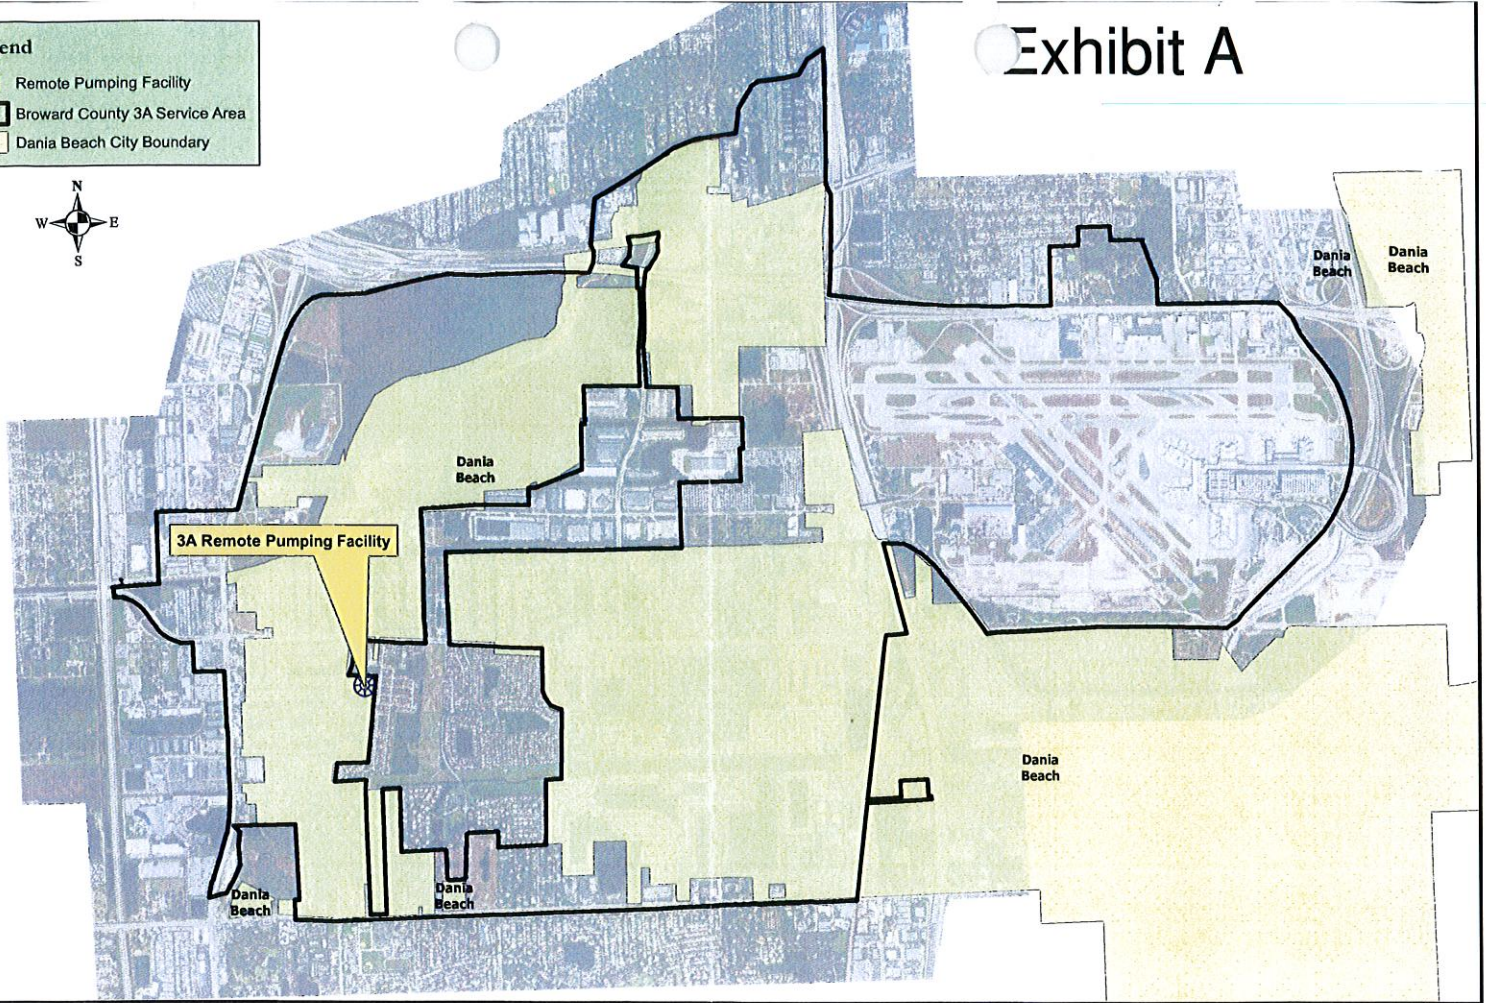 Exhibit A
end
Remote Pumping Facility
Broward County 3A Service Area
Dania Beach City Boundary
N
W E
S
Dania
Beach
Dania
Beach
Dania
Beach
3A Remote Pumping Facility
Dania
Beach
Dania
Beach
Dania
Beach